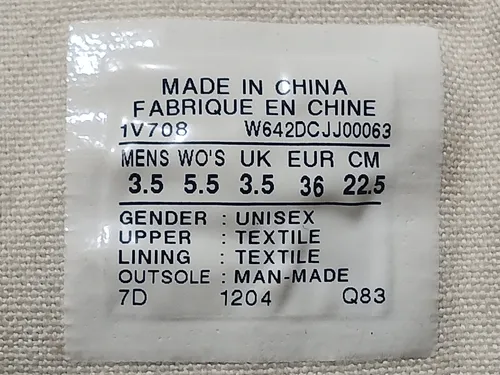 MADE IN CHINA
FABRIQUE EN CHINE
1V708 W642DCJJ00063
MENS WO'S UK EUR CM
3.5 5.5 3.5 36 22.5
GENDER : UNISEX
UPPER : TEXTILE
LINING : TEXTILE
OUTSOLE : MAN-MADE
7D 1204 Q83